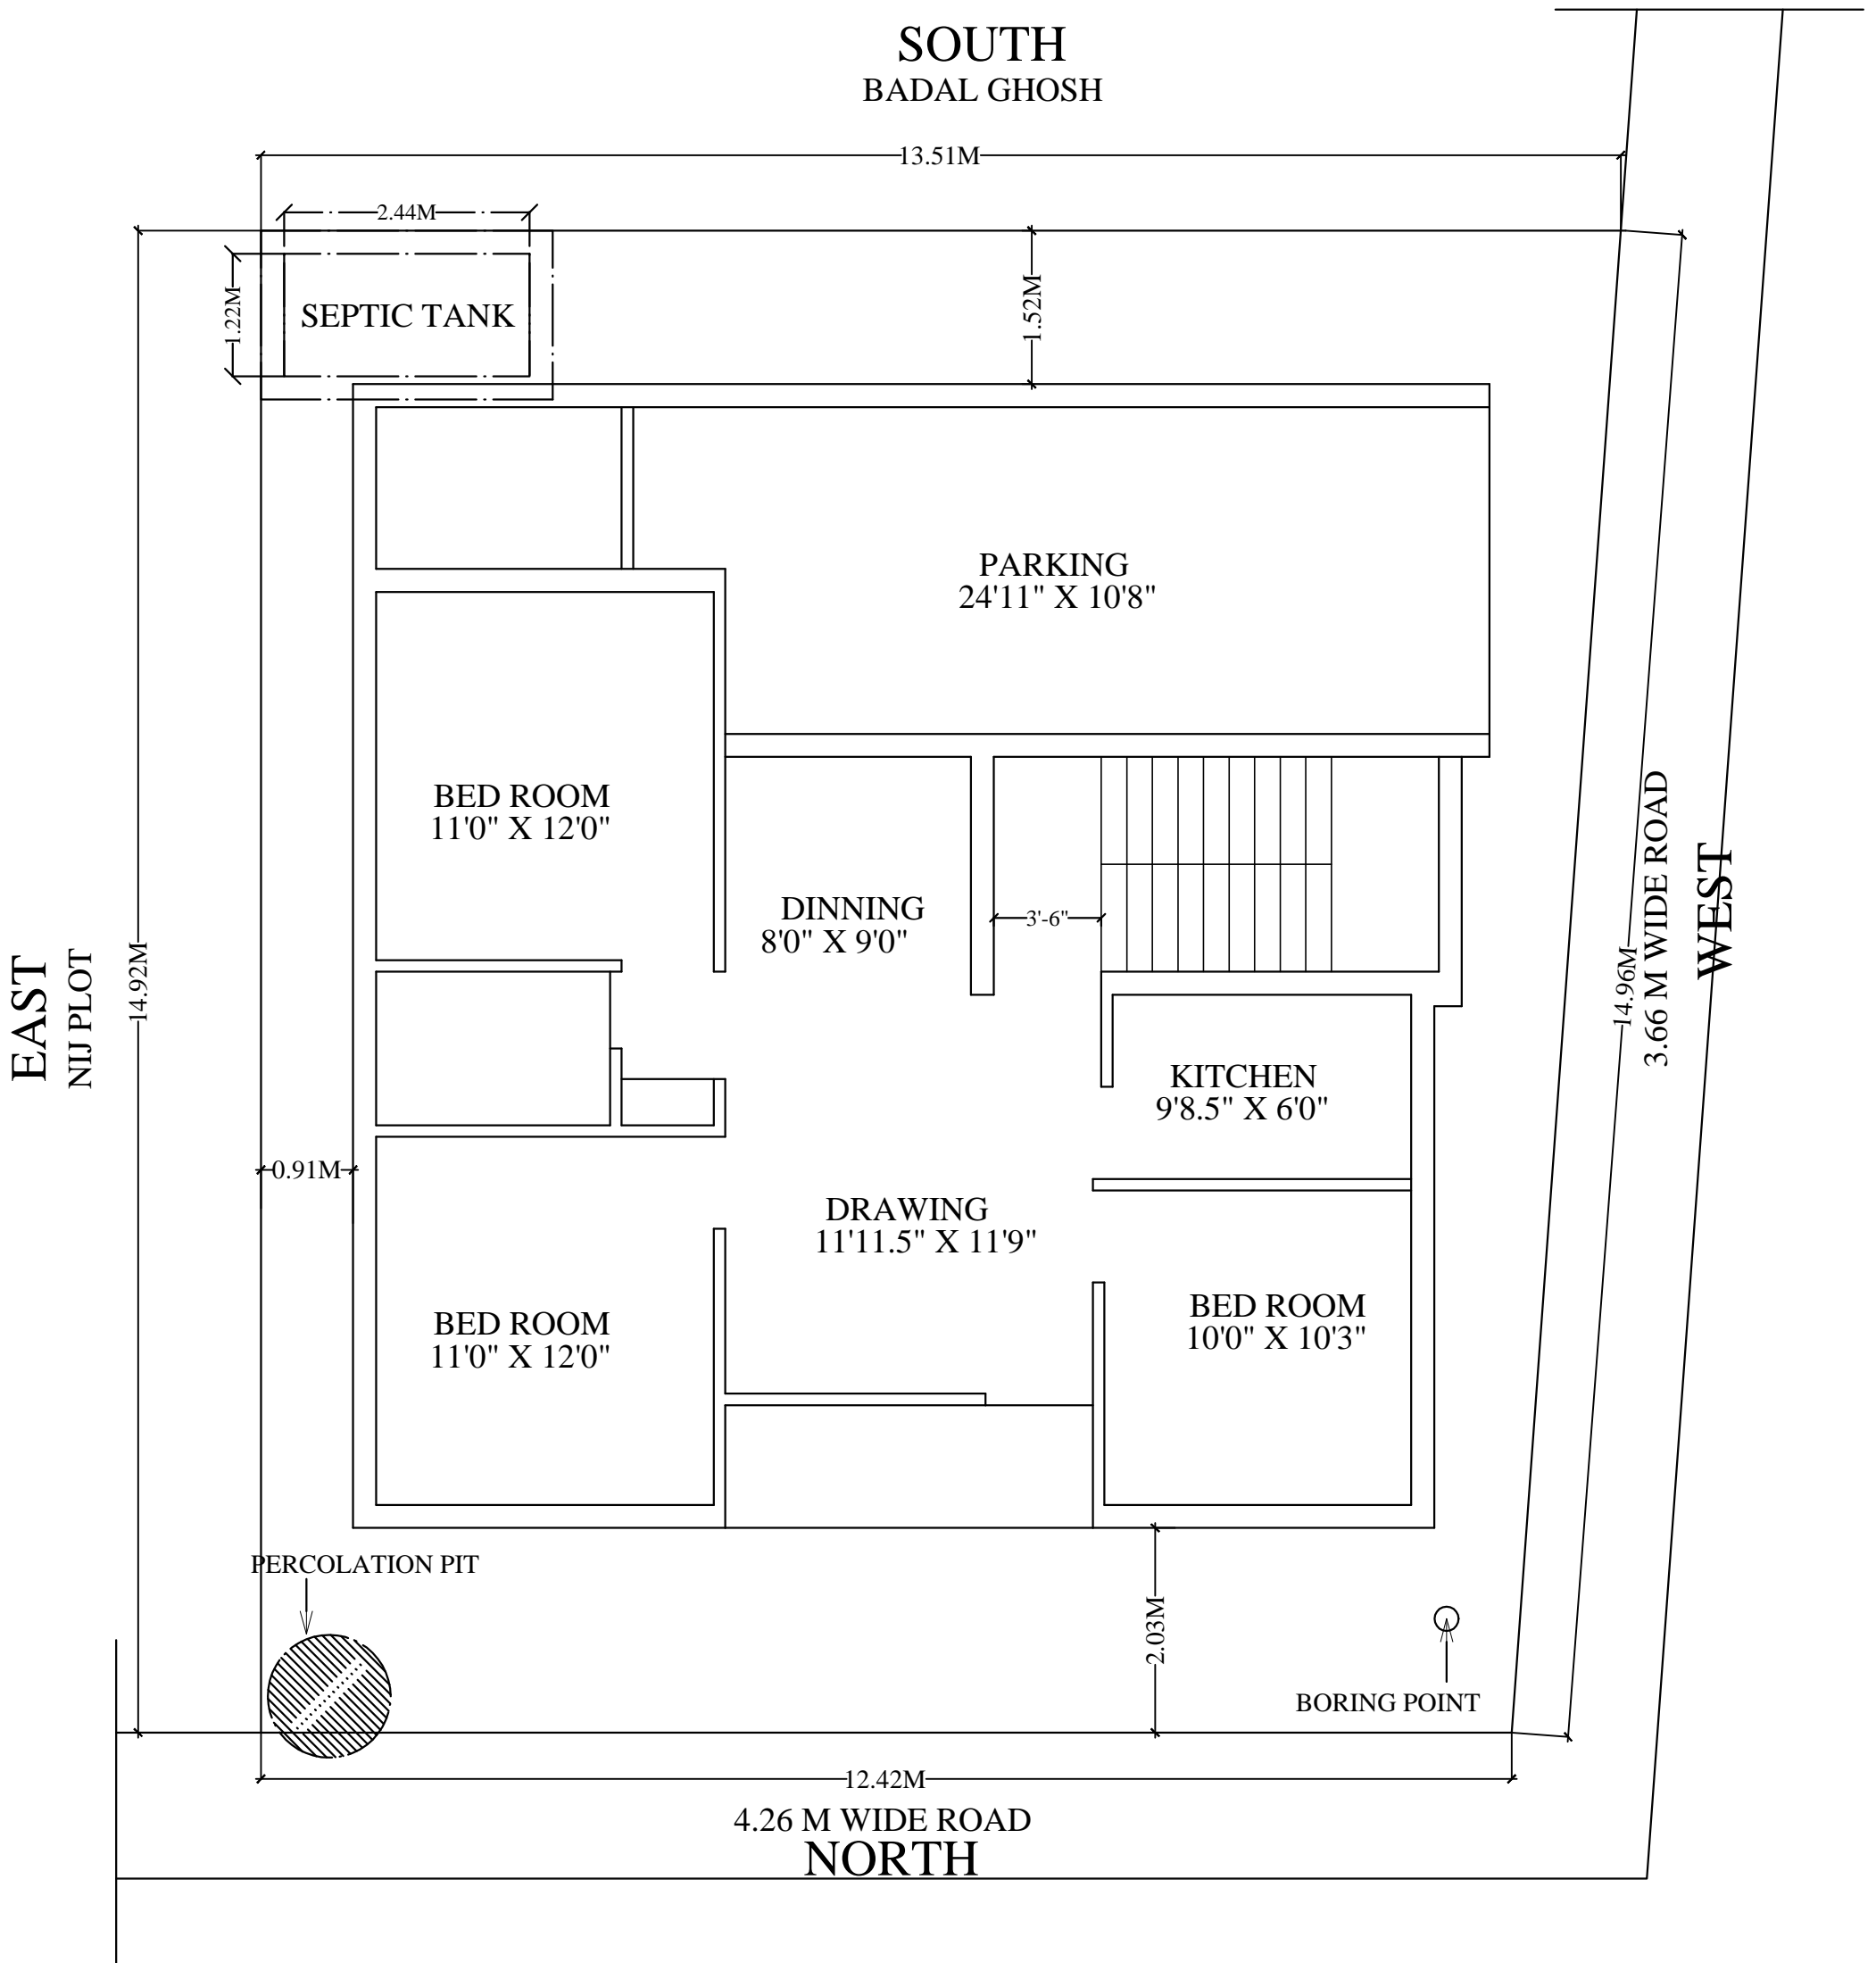 SOUTH
BADAL GHOSH
13.51M
2.44M
1.22M
SEPTIC TANK
1.52M
PARKING
24'11" X 10'8"
BED ROOM
11'0" X 12'0"
DINNING
8'0" X 9'0"
3'-6"
EAST
NIJ PLOT
14.92M
14.96M
3.66 M WIDE ROAD
WEST
KITCHEN
9'8.5" X 6'0"
0.91M
DRAWING
11'11.5" X 11'9"
BED ROOM
11'0" X 12'0"
BED ROOM
10'0" X 10'3"
PERCOLATION PIT
2.03M
BORING POINT
12.42M
4.26 M WIDE ROAD
NORTH